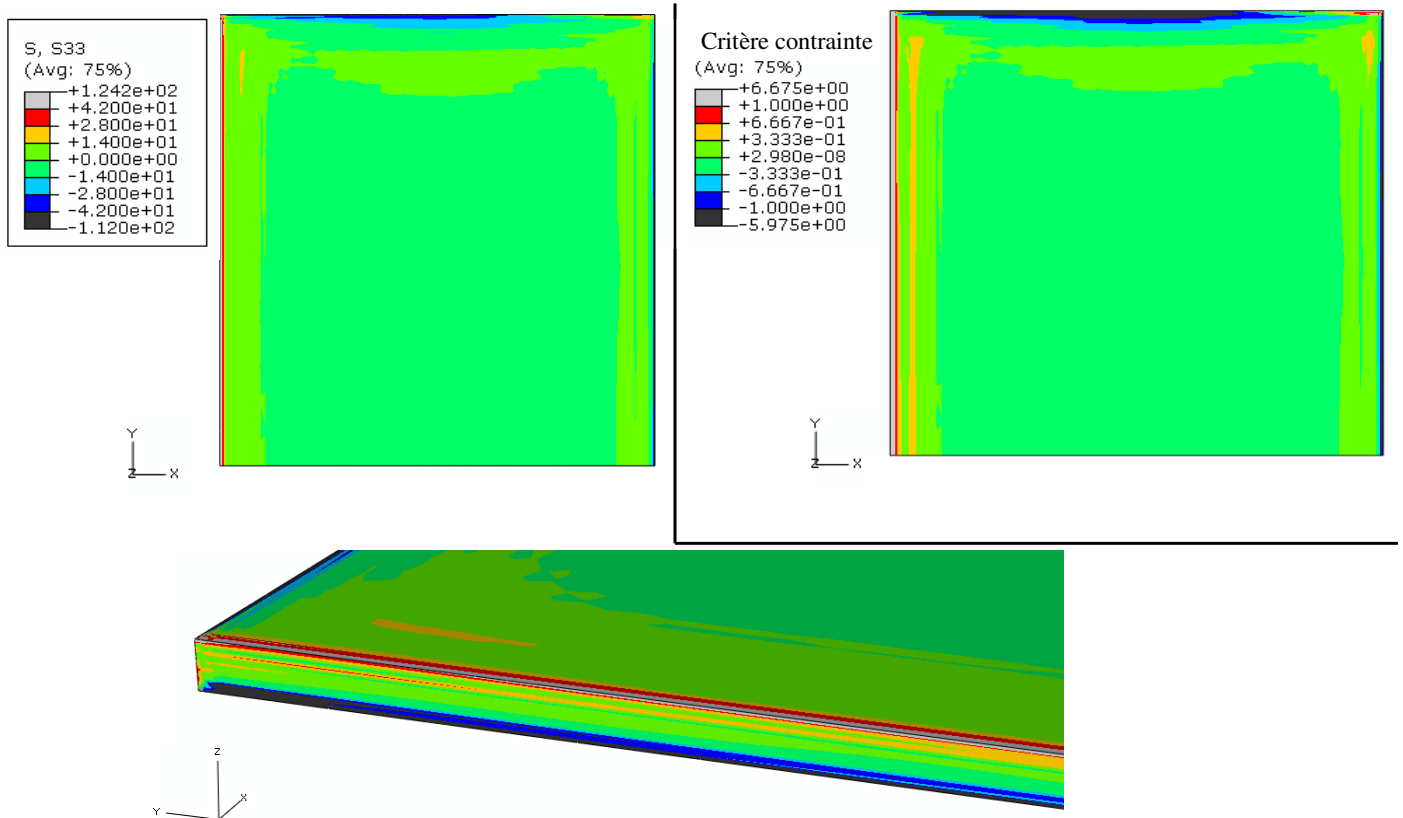 S, S33
(Avg: 75%)
+1.242e+02
+4.200e+01
+2.800e+01
+1.400e+01
+0.000e+00
-1.400e+01
-2.800e+01
-4.200e+01
-1.120e+02
Y
Z X
Critère contrainte
(Avg: 75%)
+6.675e+00
+1.000e+00
+6.667e-01
+3.333e-01
+2.980e-08
-3.333e-01
-6.667e-01
-1.000e+00
-5.975e+00
Y
Z X
Z
Y X